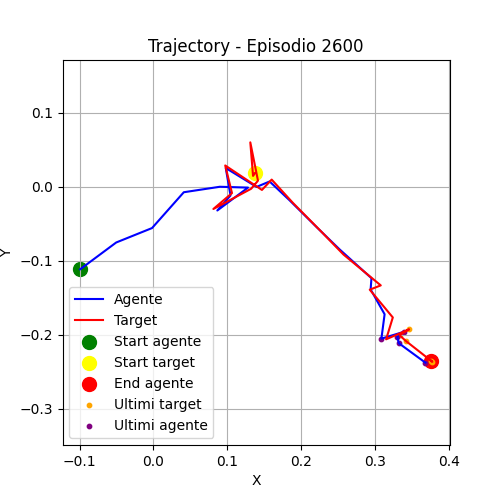 Trajectory - Episodio 2600
Y
0.1
0.0
−0.1
−0.2
−0.3
Agente
Target
Start agente
Start target
End agente
Ultimi target
Ultimi agente
−0.1
0.0
0.1
0.2
0.3
0.4
X